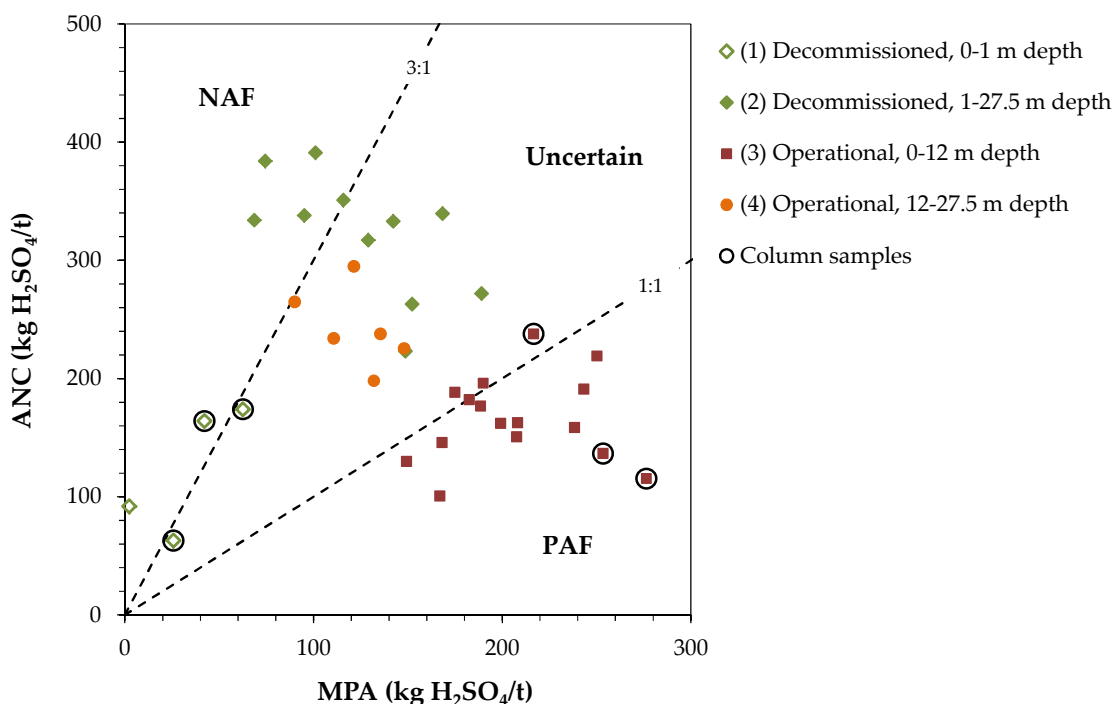 500
400
300
200
100
0
ANC (kg H₂SO₄/t)
0
100
200
300
MPA (kg H₂SO₄/t)
NAF
3:1
Uncertain
1:1
PAF
(1) Decommissioned, 0-1 m depth
(2) Decommissioned, 1-27.5 m depth
(3) Operational, 0-12 m depth
(4) Operational, 12-27.5 m depth
Column samples